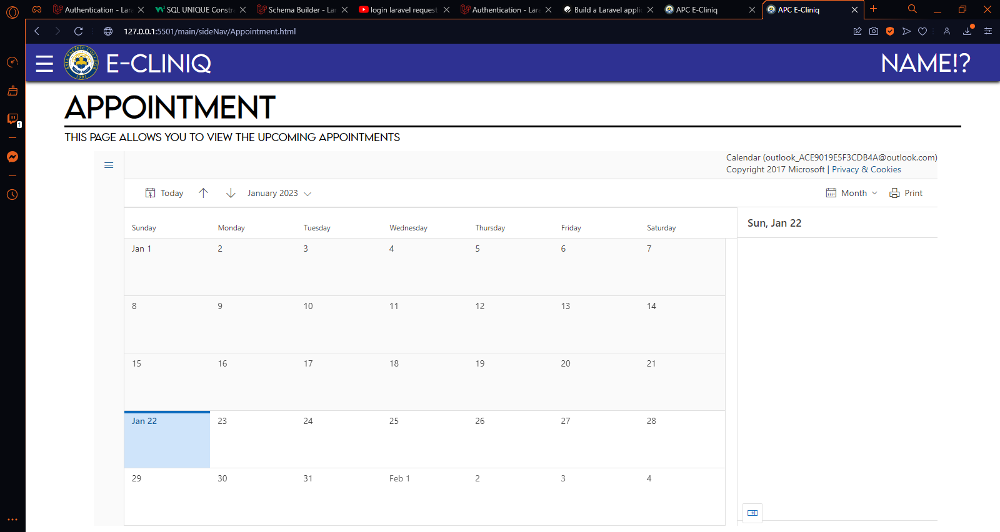 Authentication - Lara
SQL UNIQUE Constra
Schema Builder - Lar
login laravel request
Authentication - Lara
Build a Laravel applic
APC E-Cliniq
APC E-Cliniq
127.0.0.1:5501/main/sideNav/Appointment.html
E-CLINIQ
NAME!?
APPOINTMENT
THIS PAGE ALLOWS YOU TO VIEW THE UPCOMING APPOINTMENTS
Calendar (outlook_ACE9019E5F3CDB4A@outlook.com)
Copyright 2017 Microsoft | Privacy & Cookies
Today January 2023 Month Print
Sunday Monday Tuesday Wednesday Thursday Friday Saturday
Sun, Jan 22
Jan 1 2 3 4 5 6 7
8 9 10 11 12 13 14
15 16 17 18 19 20 21
Jan 22 23 24 25 26 27 28
29 30 31 Feb 1 2 3 4
1